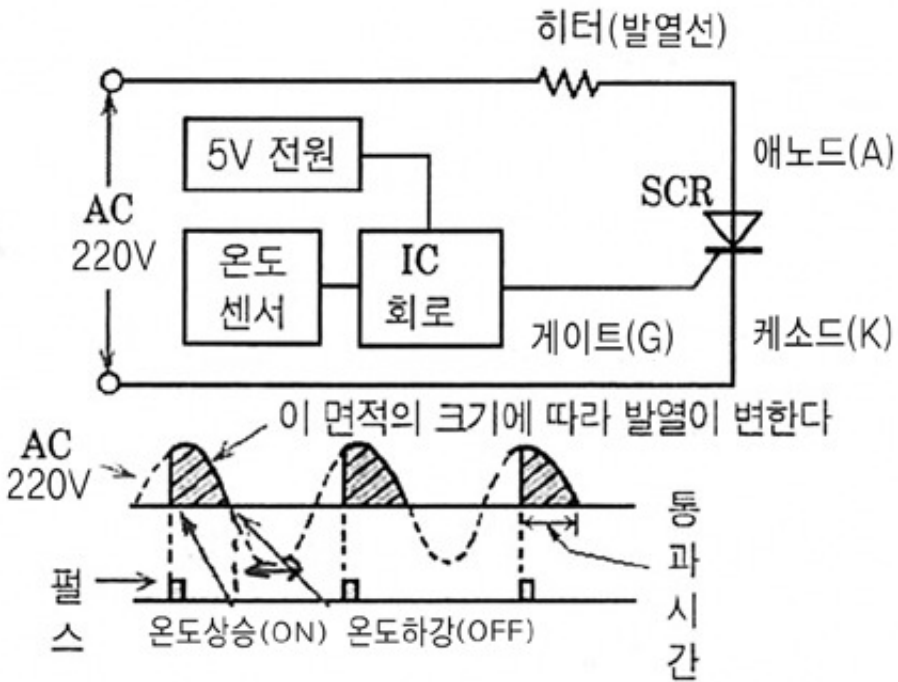 히터(발열선)
5V 전원
애노드(A)
SCR
AC
220V
온도
센서
IC
회로
게이트(G)
케소드(K)
이 면적의 크기에 따라 발열이 변한다
AC
220V
통
과
시
간
펄
스
온도상승(ON) 온도하강(OFF)